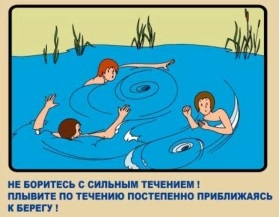 НЕ БОРИТЕСЬ С СИЛЬНЫМ ТЕЧЕНИЕМ !
ПЛЫВИТЕ ПО ТЕЧЕНИЮ ПОСТЕПЕННО ПРИБЛИЖАЯСЬ
К БЕРЕГУ !